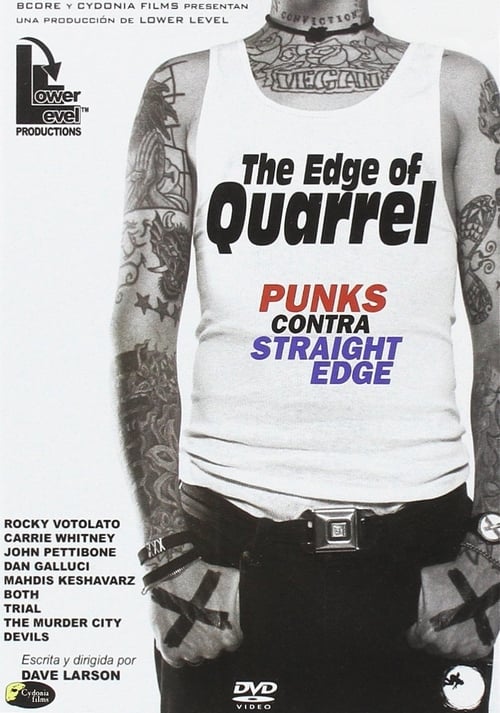 BCORE Y CYDONIA FILMS PRESENTAN
UNA PRODUCCIÓN DE LOWER LEVEL
CONVICTION
VEGAN
Lower
Level™
PRODUCTIONS
The Edge of
Quarrel
PUNKS
CONTRA
STRAIGHT
EDGE
ROCKY VOTOLATO
CARRIE WHITNEY
JOHN PETTIBONE
DAN GALLUCI
MAHDIS KESHAVARZ
BOTH
TRIAL
THE MURDER CITY
DEVILS
XXX
X
X
Escrita y dirigida por
DAVE LARSON
Cydonia
films
DVD
VIDEO